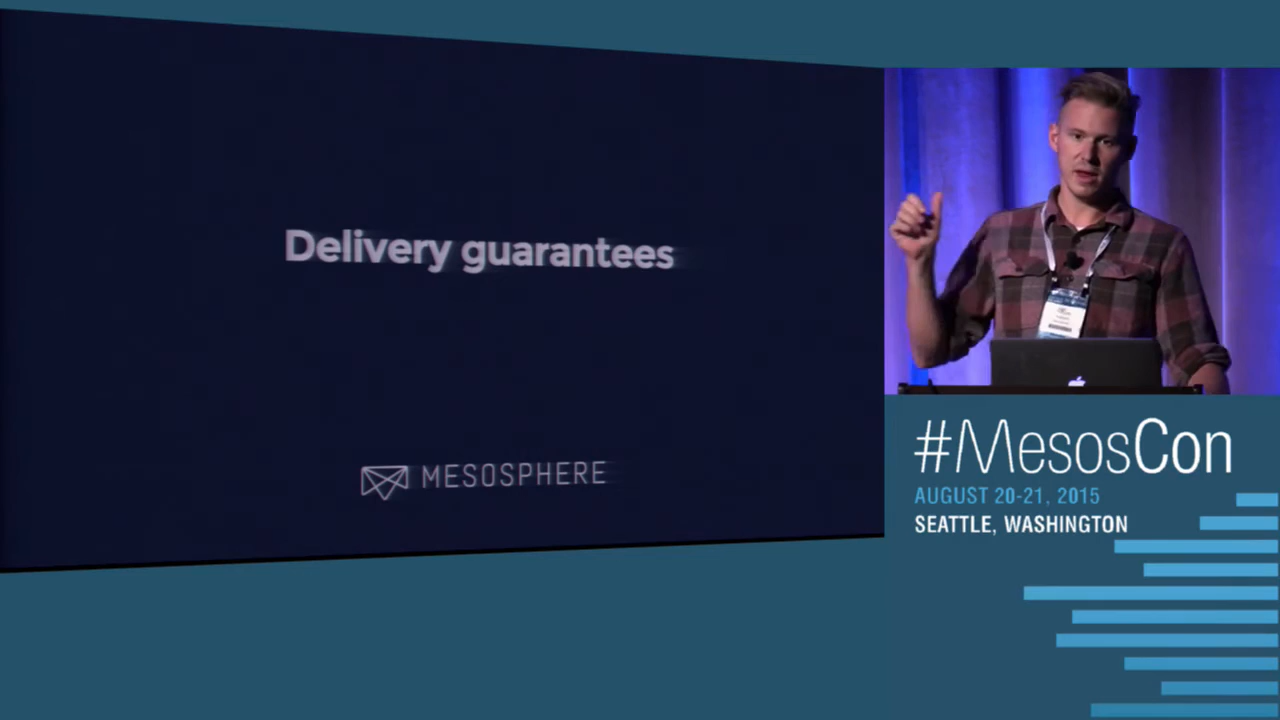 Delivery guarantees
MESOSPHERE
#MesosCon
AUGUST 20-21, 2015
SEATTLE, WASHINGTON